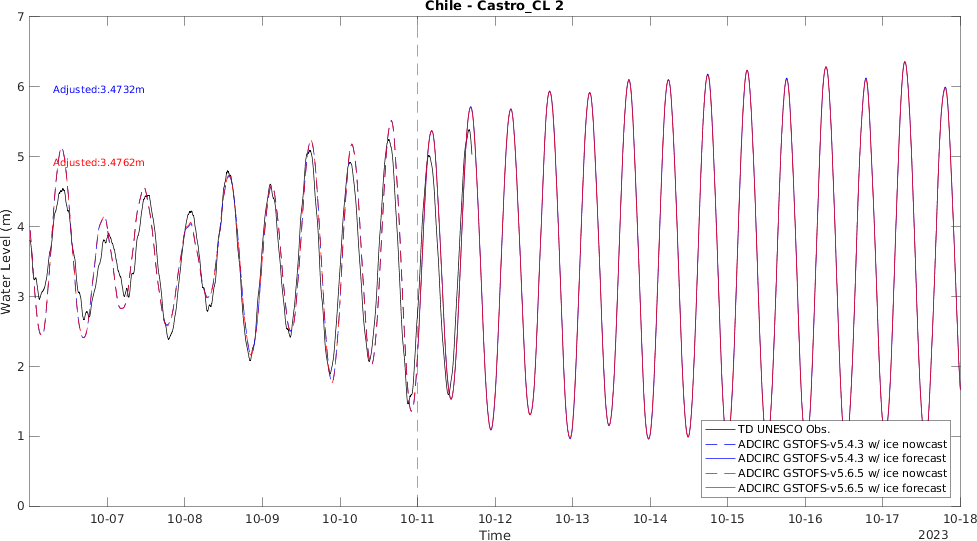 Chile - Castro_CL 2
7
6
5
4
3
2
1
0
Water Level (m)
Adjusted:3.4732m
Adjusted:3.4762m
TD UNESCO Obs.
ADCIRC GSTOFS-v5.4.3 w/ ice nowcast
ADCIRC GSTOFS-v5.4.3 w/ ice forecast
ADCIRC GSTOFS-v5.6.5 w/ ice nowcast
ADCIRC GSTOFS-v5.6.5 w/ ice forecast
10-07 10-08 10-09 10-10 10-11 10-12 10-13 10-14 10-15 10-16 10-17 10-18
Time
2023